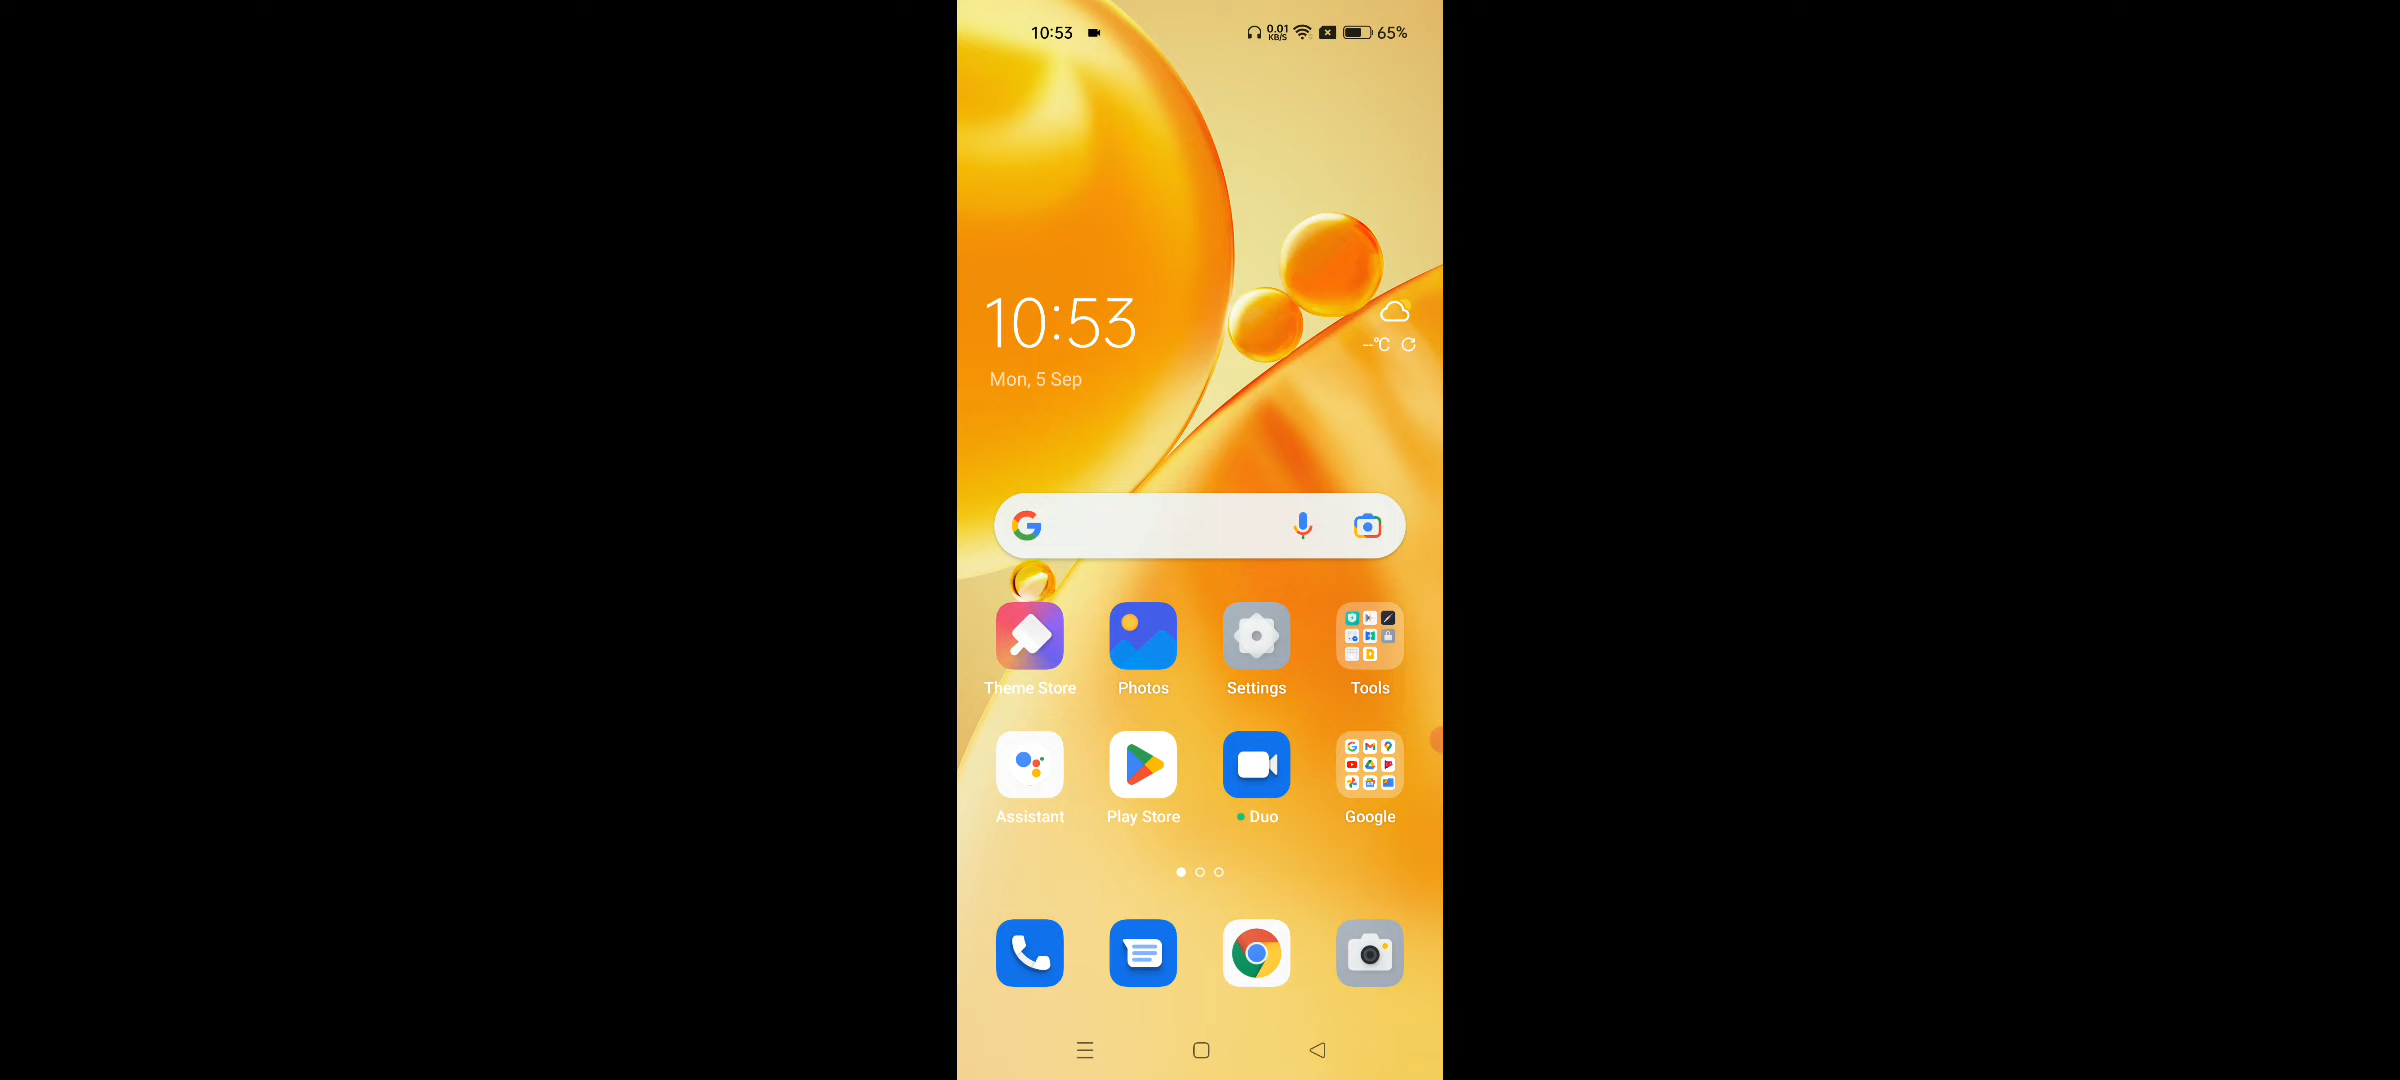 10:53
0.01
KB/S
65%
10:53
--°C
Mon, 5 Sep
Theme Store
Photos
Settings
Tools
Assistant
Play Store
Duo
Google